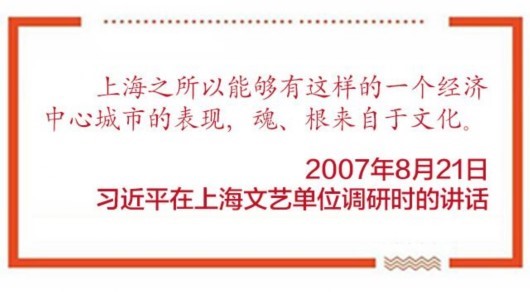 上海之所以能够有这样的一个经济
中心城市的表现，魂、根来自于文化。
2007年8月21日
习近平在上海文艺单位调研时的讲话